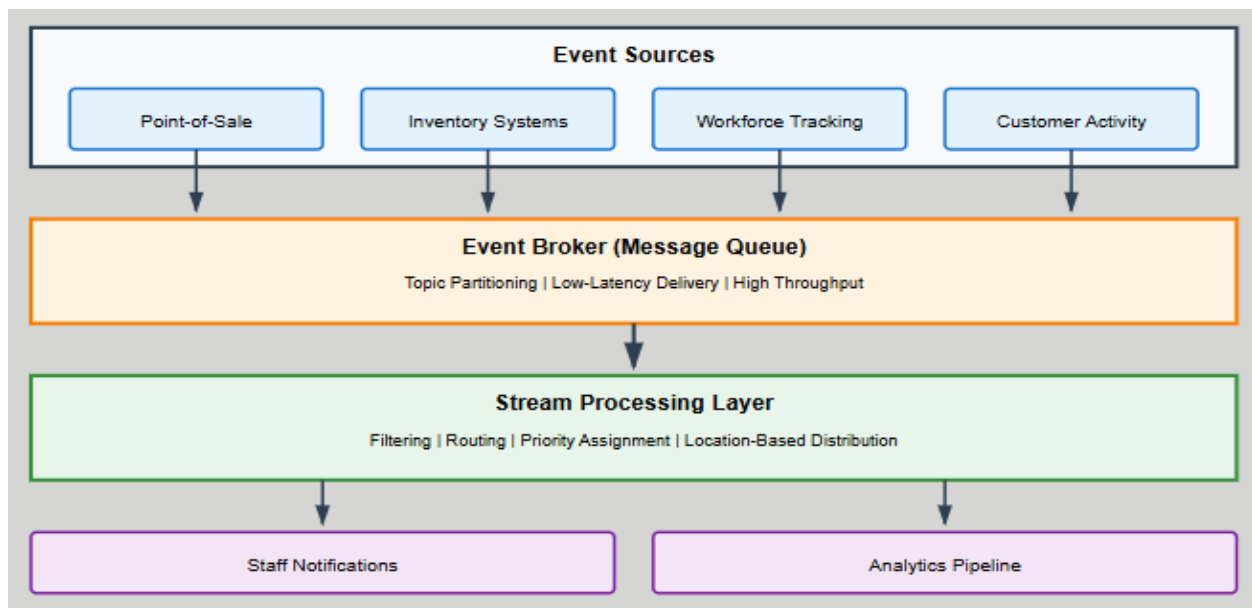 Event Sources
Point-of-Sale
Inventory Systems
Workforce Tracking
Customer Activity
Event Broker (Message Queue)
Topic Partitioning | Low-Latency Delivery | High Throughput
Stream Processing Layer
Filtering | Routing | Priority Assignment | Location-Based Distribution
Staff Notifications
Analytics Pipeline